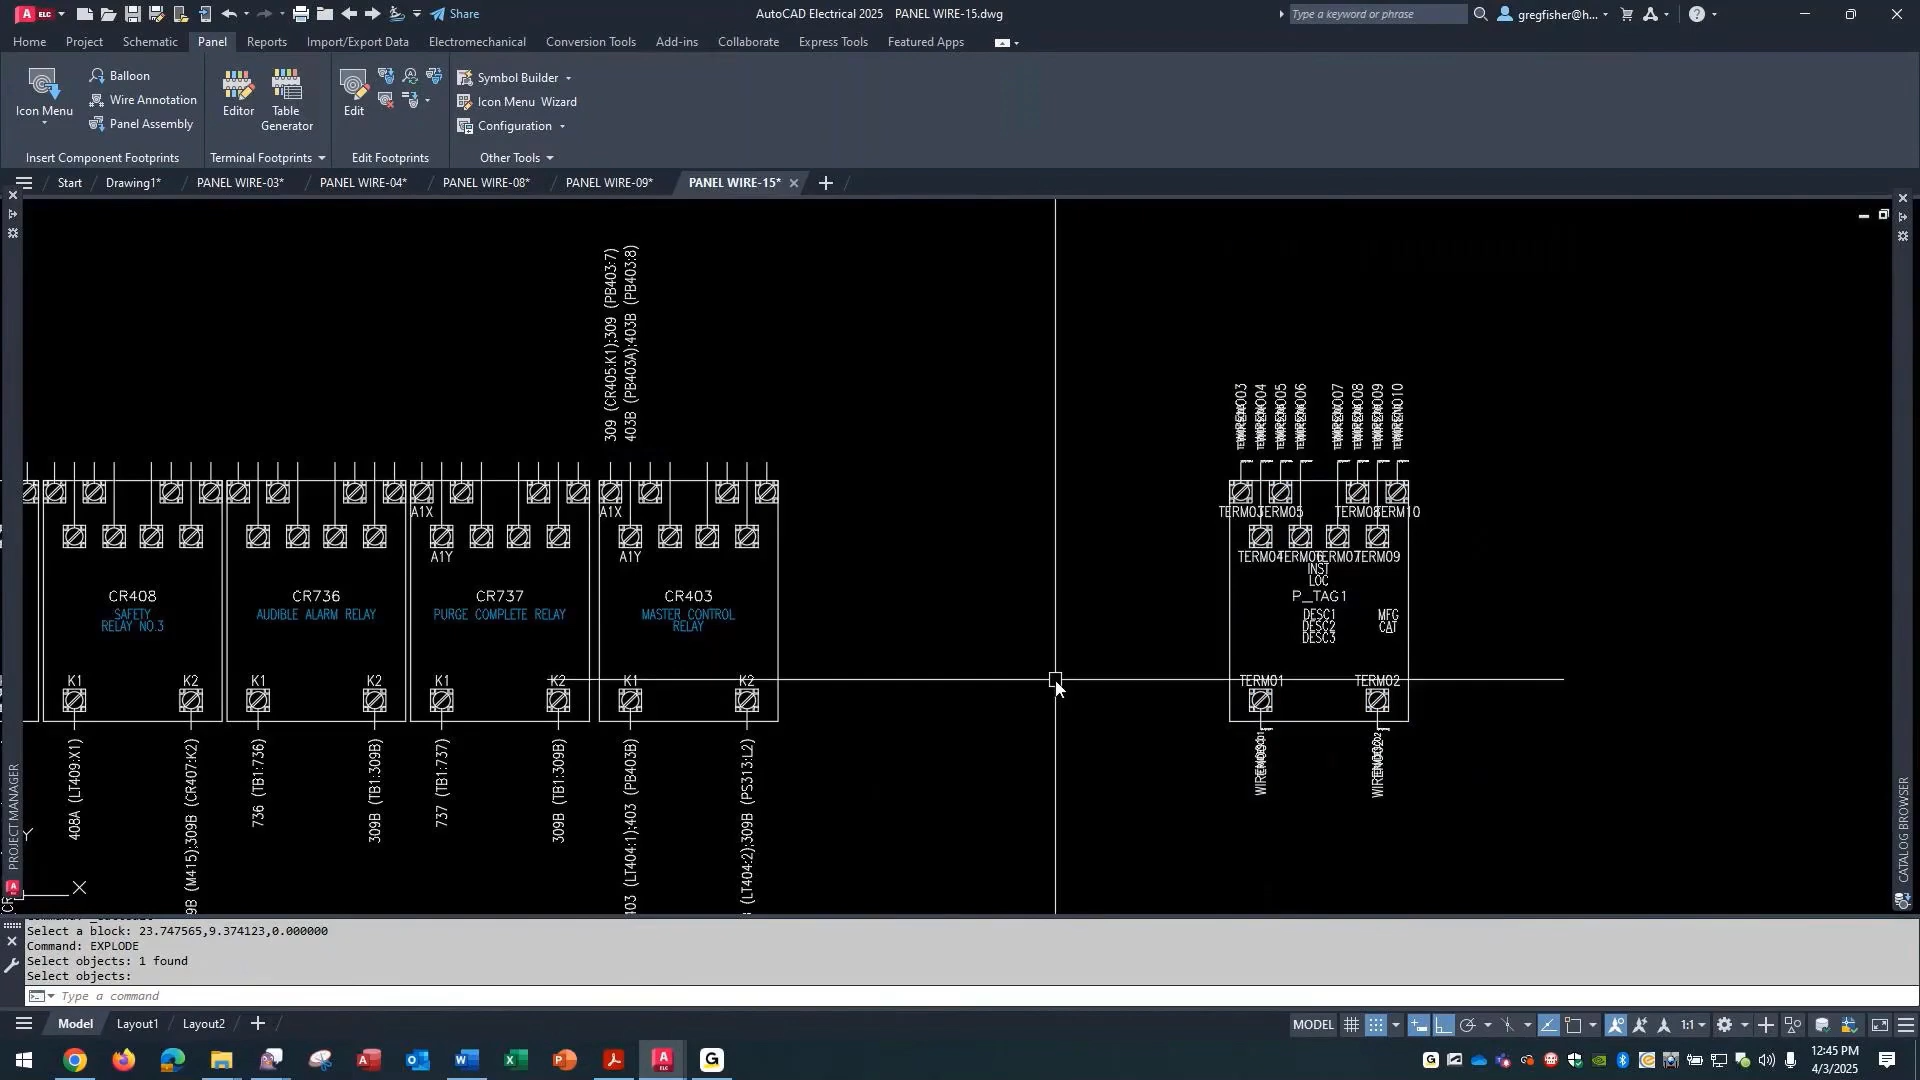 AutoCAD Electrical 2025 PANEL WIRE-15.dwg
Share
Type a keyword or phrase
gregfisher@h...
Home Project Schematic Panel Reports Import/Export Data Electromechanical Conversion Tools Add-ins Collaborate Express Tools Featured Apps
Icon Menu
Balloon
Wire Annotation
Panel Assembly
Insert Component Footprints
Editor
Table Generator
Terminal Footprints
Edit
Edit Footprints
Symbol Builder
Icon Menu Wizard
Configuration
Other Tools
Start Drawing1* PANEL WIRE-03* PANEL WIRE-04* PANEL WIRE-08* PANEL WIRE-09* PANEL WIRE-15*
309 (CR405:K1);309 (PB403:7)
403B (PB403A);403B (PB403:8)
A1X A1X
A1Y A1Y
CR408
SAFETY
RELAY NO.3
CR736
AUDIBLE ALARM RELAY
CR737
PURGE COMPLETE RELAY
CR403
MASTER CONTROL
RELAY
K1 K2 K1 K2 K1 K2 K1 K2
408A (LT409:X1)
9B (M415);309B (CR407:K2)
736 (TB1:736)
309B (TB1:309B)
737 (TB1:737)
309B (TB1:309B)
403 (LT404:1);403 (PB403B)
(LT404:2);309B (PS313:L2)
TERM03 TERM05 TERM08 TERM10
TERM04 TERM06 TERM07 TERM09
INST
LOC
P_TAG1
DESC1
DESC2
DESC3
MFG
CAT
TERM01 TERM02
Y
X
PROJECT MANAGER
CATALOG BROWSER
Select a block: 23.747565,9.374123,0.000000
Command: EXPLODE
Select objects: 1 found
Select objects:
Type a command
Model Layout1 Layout2
MODEL
1:1
12:45 PM
4/3/2025